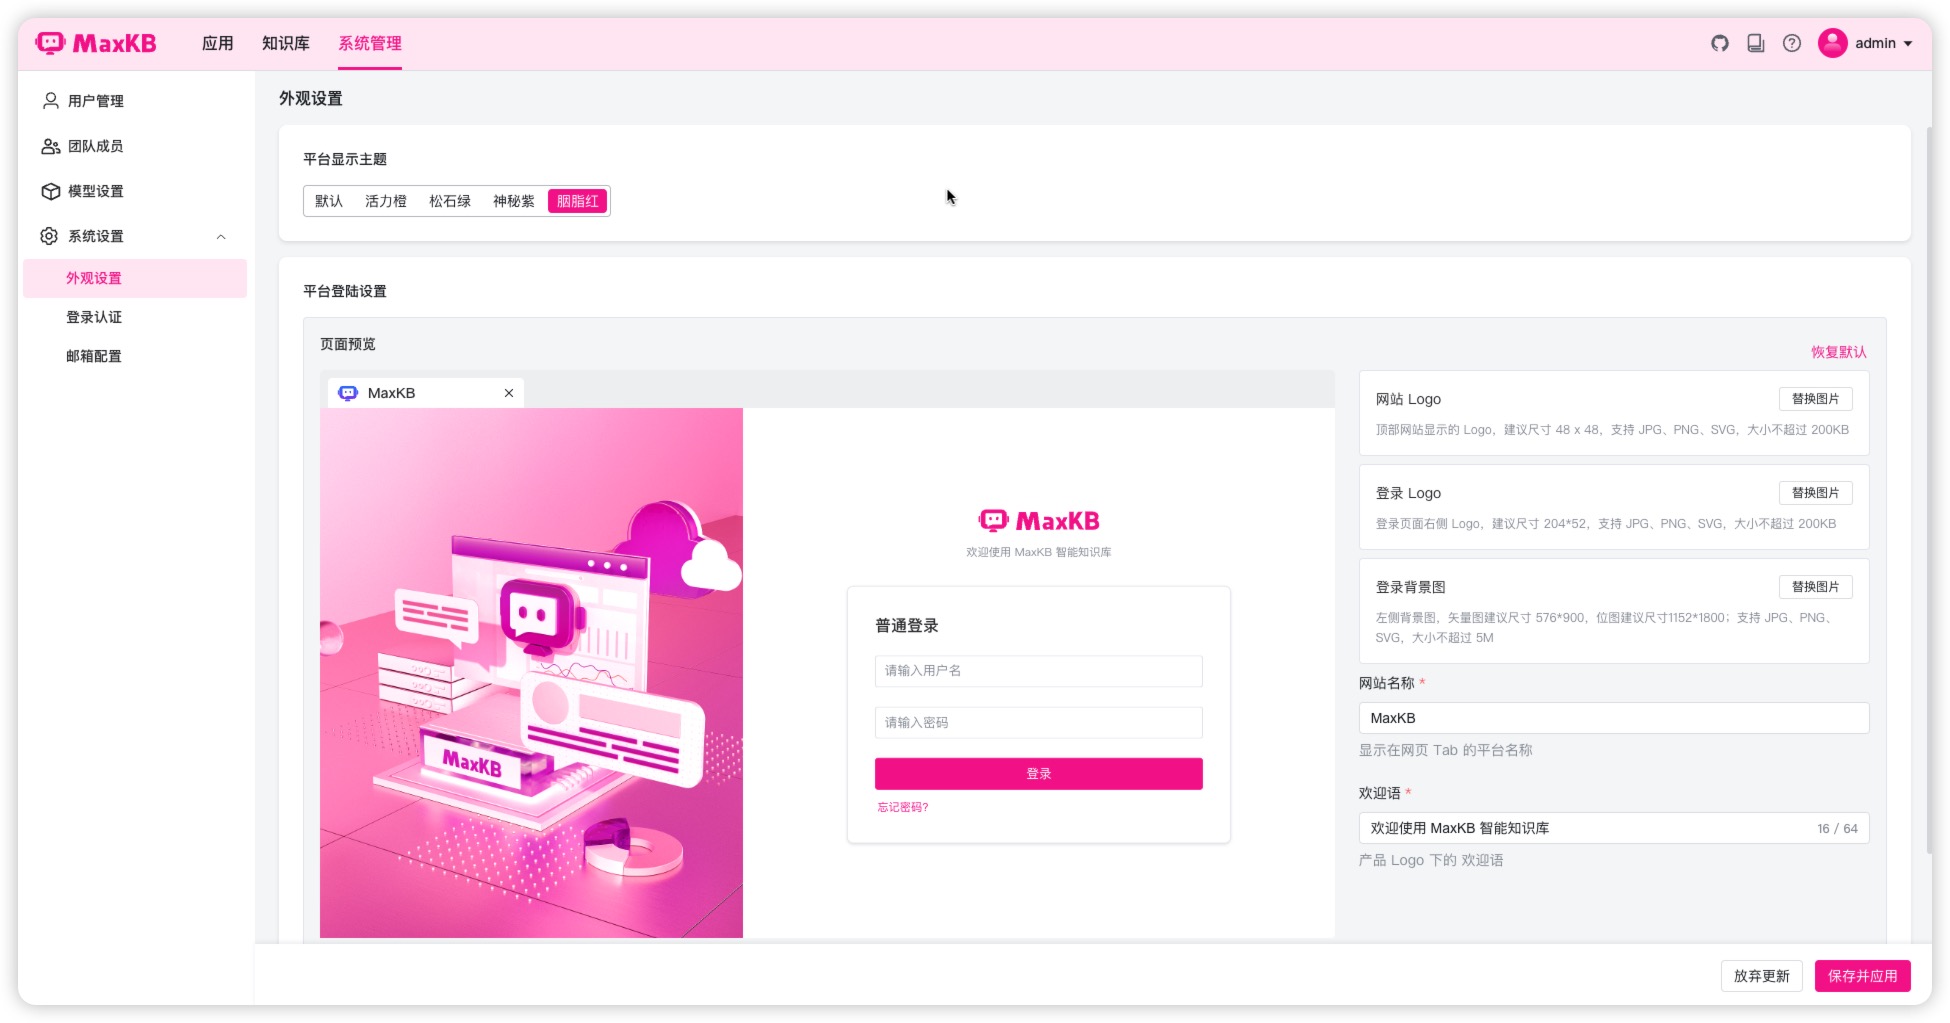 MaxKB
应用
知识库
系统管理
admin
用户管理
团队成员
模型设置
系统设置
外观设置
登录认证
邮箱配置
外观设置
平台显示主题
默认
活力橙
松石绿
神秘紫
胭脂红
平台登陆设置
页面预览
恢复默认
MaxKB
MaxKB
MaxKB
欢迎使用 MaxKB 智能知识库
普通登录
请输入用户名
请输入密码
登录
忘记密码?
网站 Logo
替换图片
顶部网站显示的 Logo，建议尺寸 48 x 48，支持 JPG、PNG、SVG，大小不超过 200KB
登录 Logo
替换图片
登录页面右侧 Logo，建议尺寸 204*52，支持 JPG、PNG、SVG，大小不超过 200KB
登录背景图
替换图片
左侧背景图，矢量图建议尺寸 576*900，位图建议尺寸1152*1800；支持 JPG、PNG、
SVG，大小不超过 5M
网站名称 *
MaxKB
显示在网页 Tab 的平台名称
欢迎语 *
欢迎使用 MaxKB 智能知识库
16 / 64
产品 Logo 下的 欢迎语
放弃更新
保存并应用